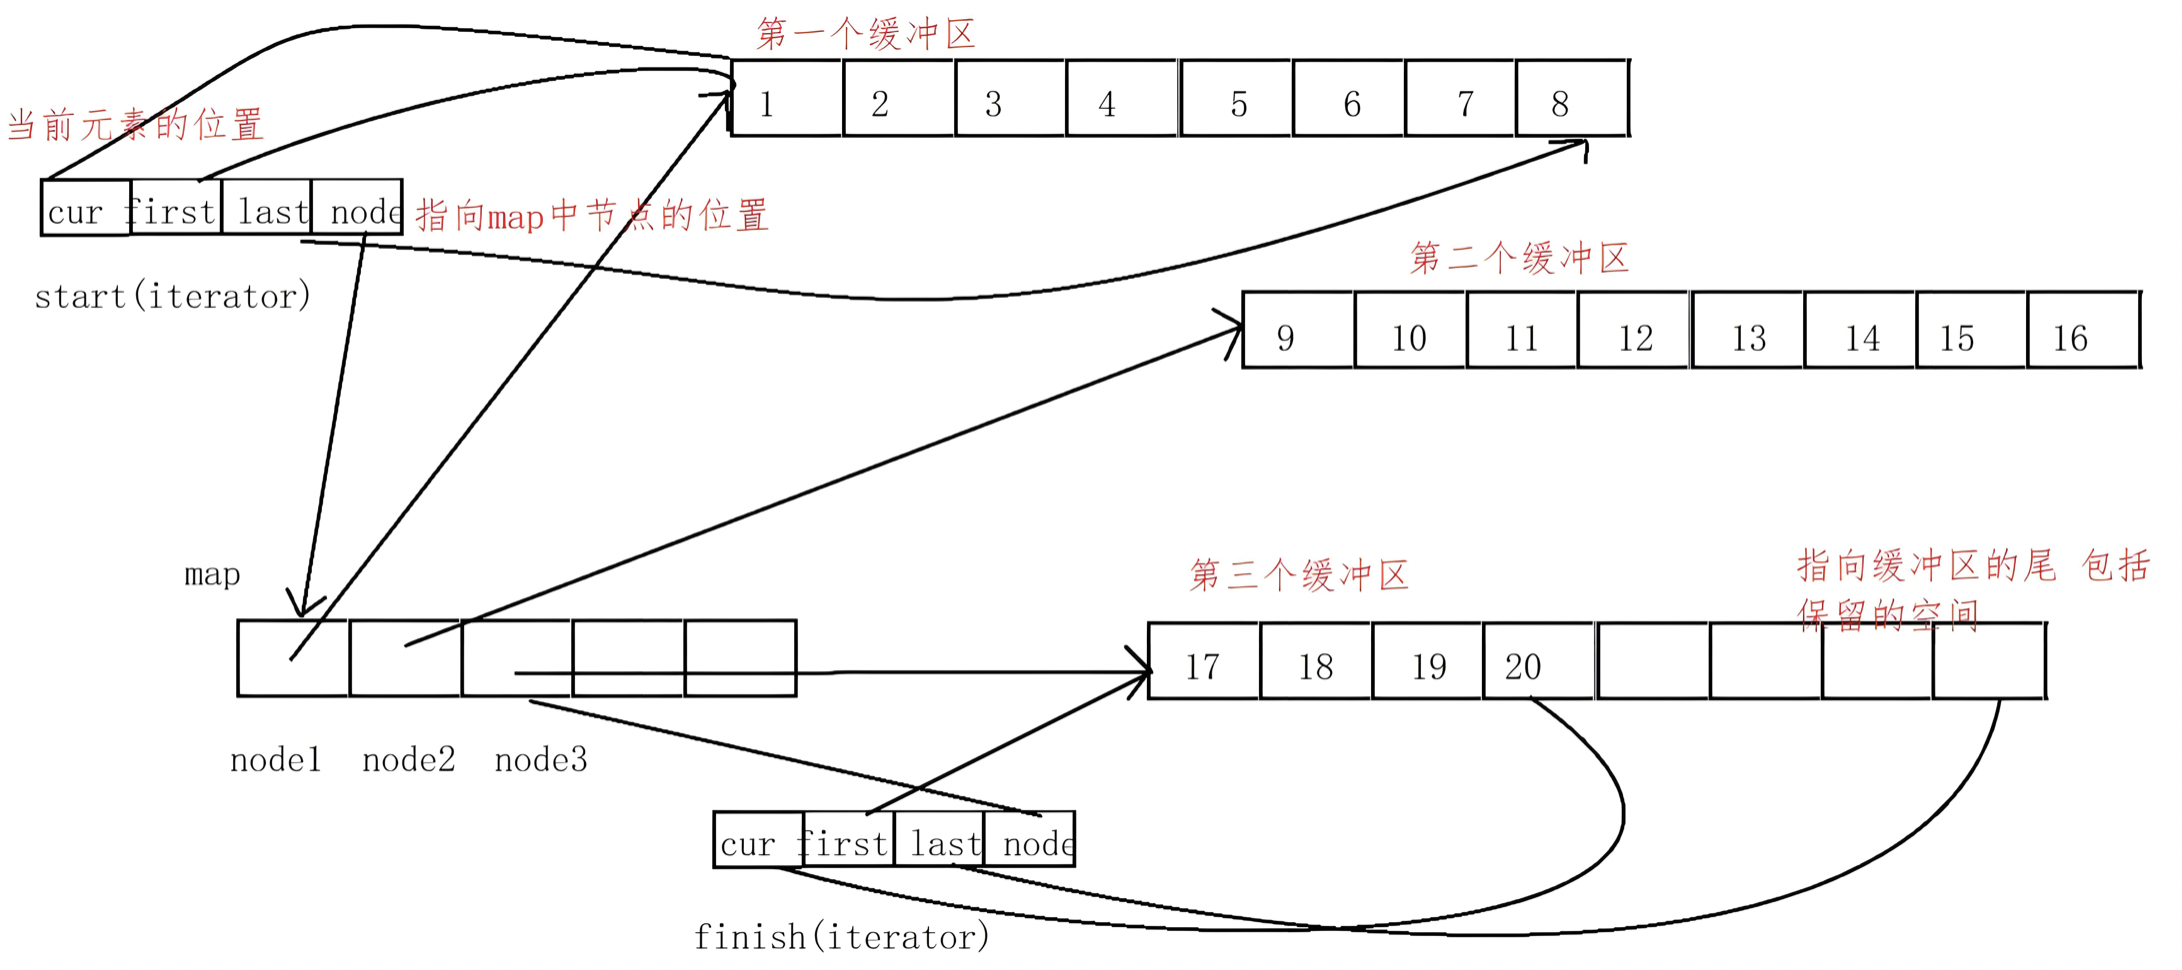 第一个缓冲区
1 2 3 4 5 6 7 8
当前元素的位置
cur first last node
指向map中节点的位置
start(iterator)
第二个缓冲区
9 10 11 12 13 14 15 16
map
第三个缓冲区
指向缓冲区的尾 包括
保留的空间
17 18 19 20
node1 node2 node3
cur first last node
finish(iterator)